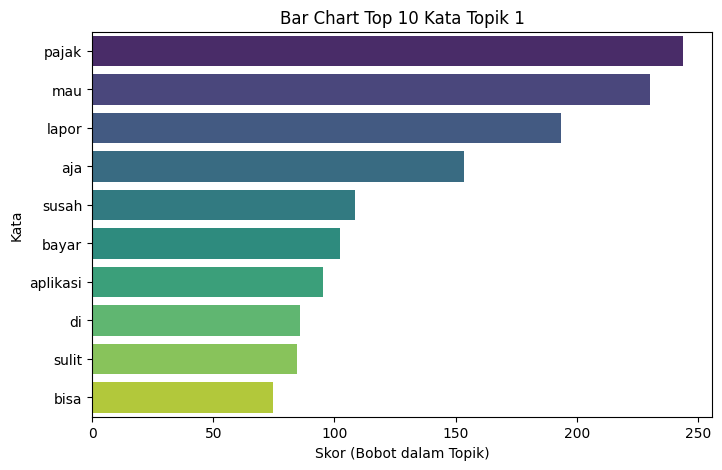 Bar Chart Top 10 Kata Topik 1
Kata
pajak
mau
lapor
aja
susah
bayar
aplikasi
di
sulit
bisa
0 50 100 150 200 250
Skor (Bobot dalam Topik)